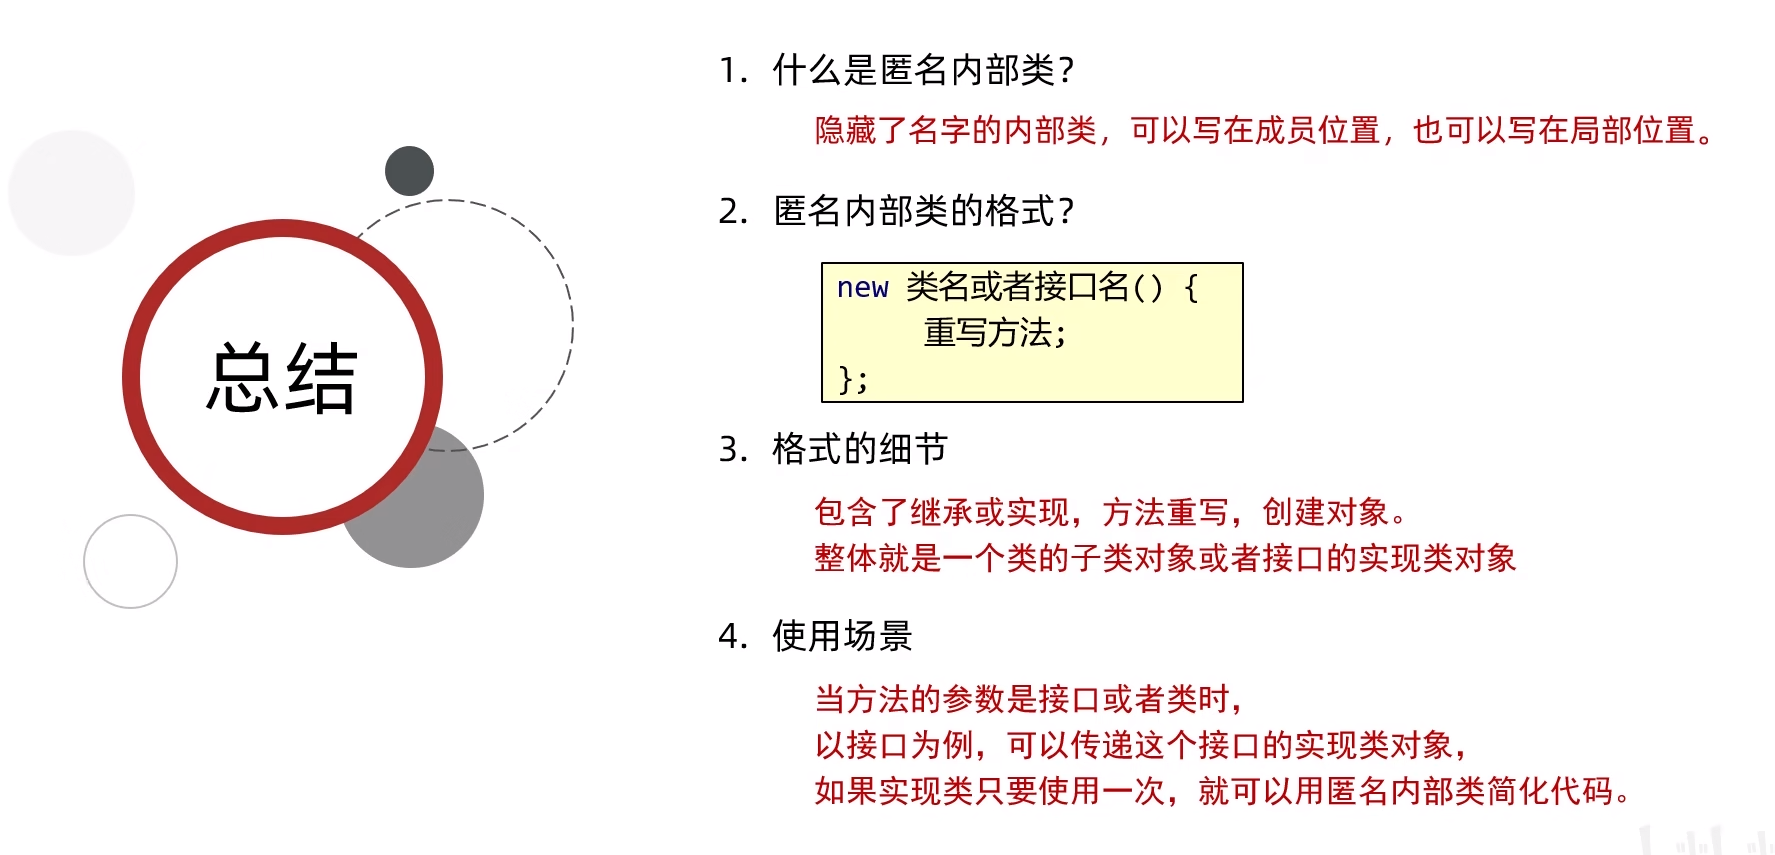 总结
1. 什么是匿名内部类？
隐藏了名字的内部类，可以写在成员位置，也可以写在局部位置。
2. 匿名内部类的格式？
new 类名或者接口名() {
重写方法;
};
3. 格式的细节
包含了继承或实现，方法重写，创建对象。
整体就是一个类的子类对象或者接口的实现类对象
4. 使用场景
当方法的参数是接口或者类时，
以接口为例，可以传递这个接口的实现类对象，
如果实现类只要使用一次，就可以用匿名内部类简化代码。